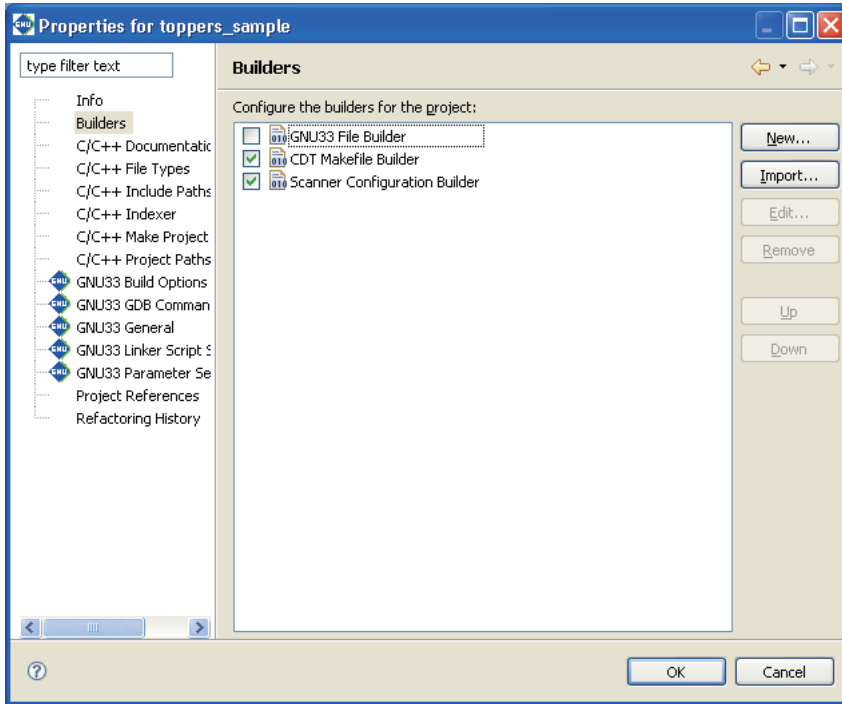 Properties for toppers_sample
type filter text
Builders
Info
Builders
C/C++ Documentatic
C/C++ File Types
C/C++ Include Paths
C/C++ Indexer
C/C++ Make Project
C/C++ Project Paths
GNU33 Build Options
GNU33 GDB Comman
GNU33 General
GNU33 Linker Script S
GNU33 Parameter Se
Project References
Refactoring History
Configure the builders for the project:
GNU33 File Builder
CDT Makefile Builder
Scanner Configuration Builder
New...
Import...
Edit...
Remove
Up
Down
OK
Cancel